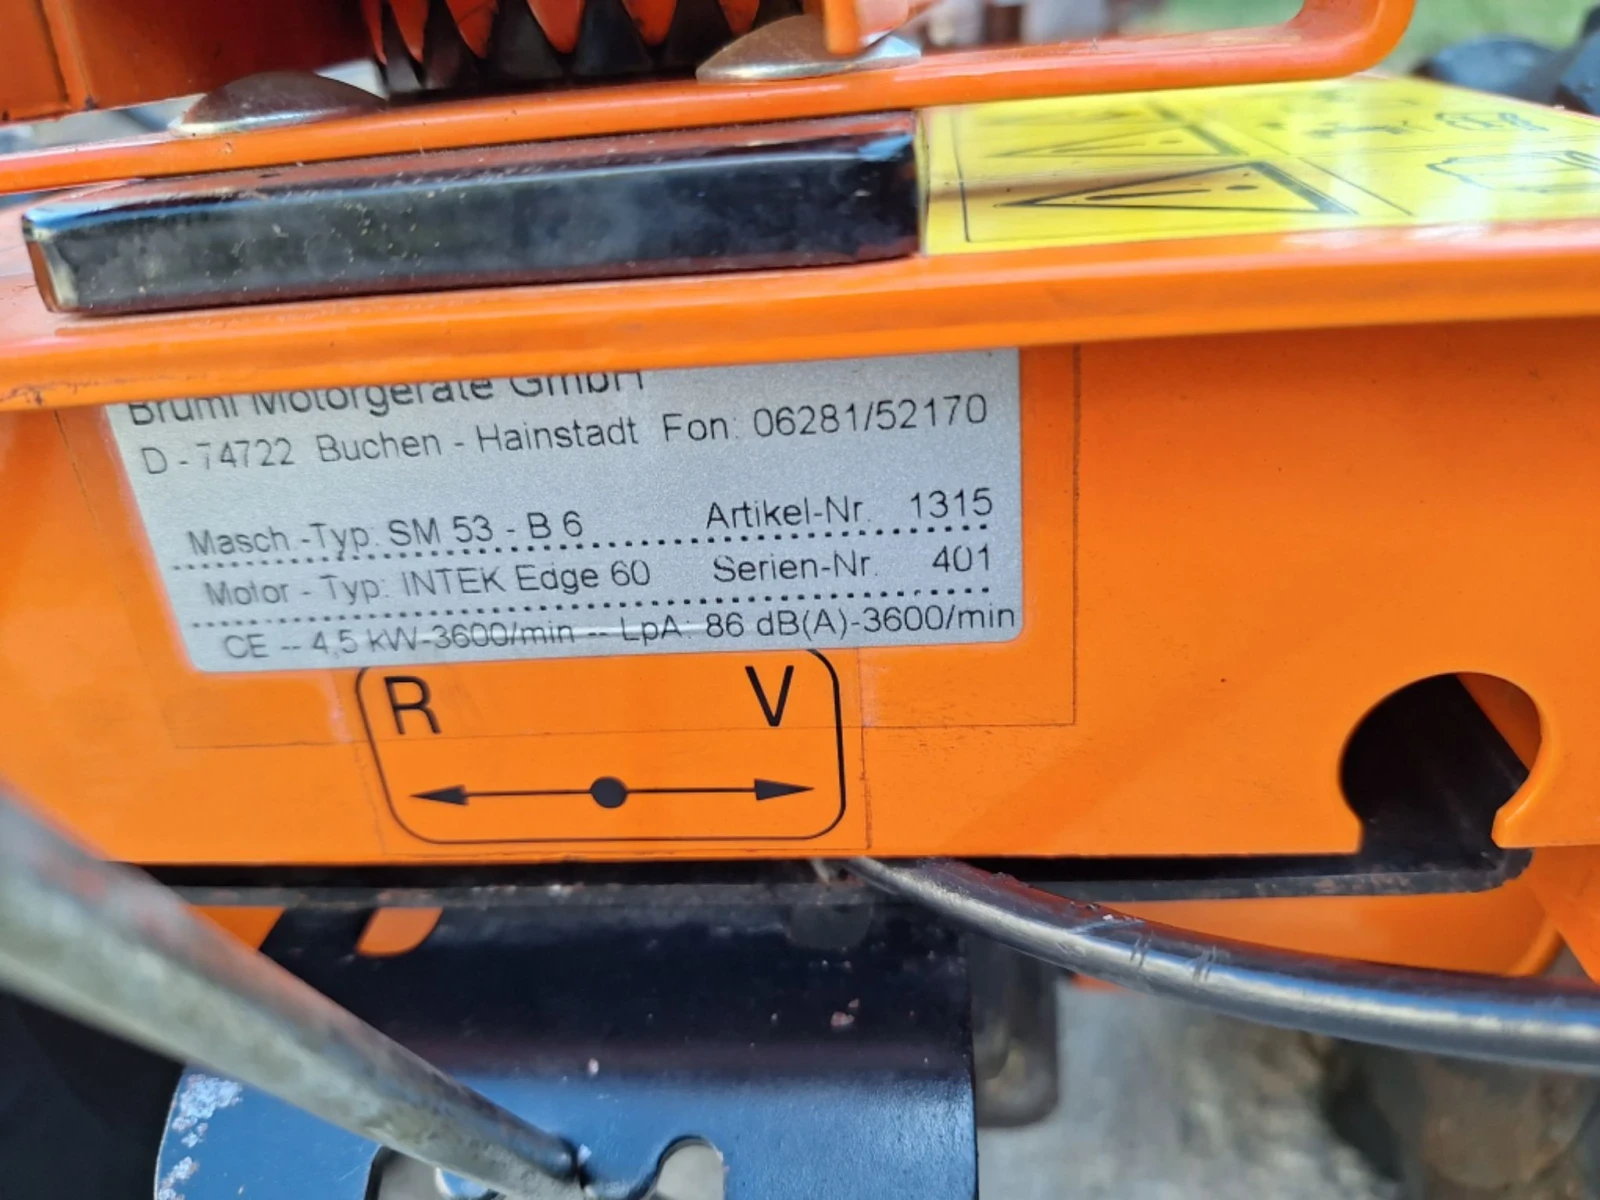 Brumi Motorgeräte GmbH
D - 74722 Buchen - Hainstadt Fon: 06281/52170
Masch.-Typ: SM 53 - B 6 Artikel-Nr. 1315
Motor - Typ: INTEK Edge 60 Serien-Nr. 401
CE -- 4,5 kW-3600/min -- LpA: 86 dB(A)-3600/min
R V